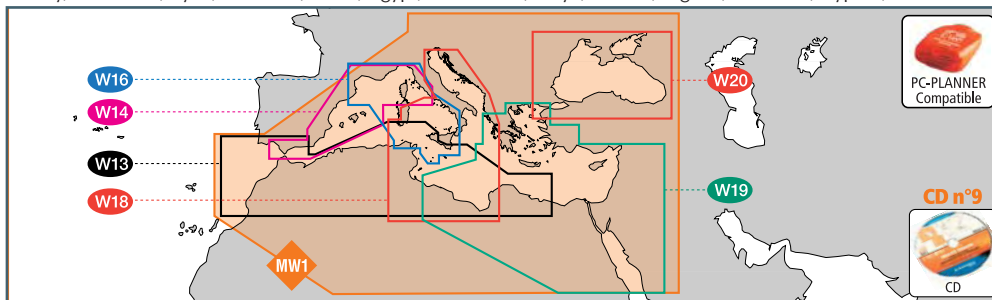 W16
W14
W13
W18
MW1
W20
W19
PC-PLANNER
Compatible
CD n°9
CD